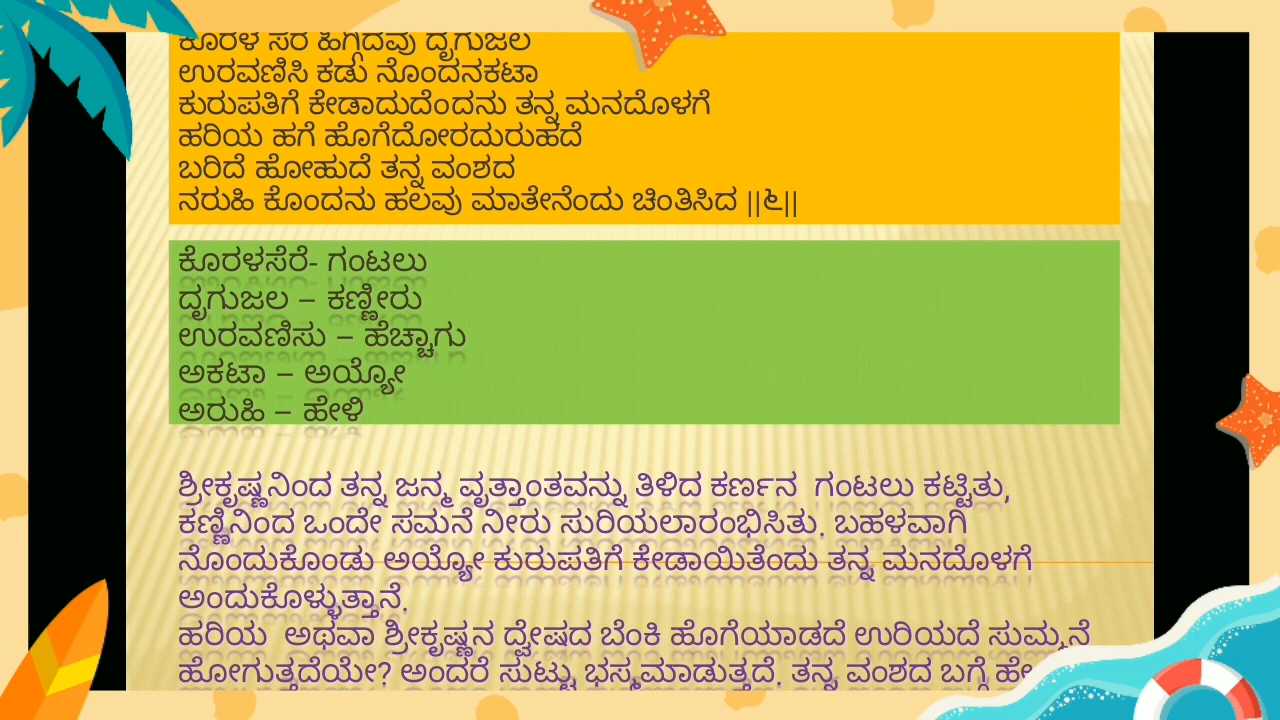 ಕೊರಳ ಸೆರೆ ಹಿಗ್ಗಿದವು ದೃಗುಜಲ
ಉರವಣಿಸಿ ಕಡು ನೊಂದನಕಟಾ
ಕುರುಪತಿಗೆ ಕೇಡಾದುದೆಂದನು ತನ್ನ ಮನದೊಳಗೆ
ಹರಿಯ ಹಗೆ ಹೊಗೆದೋರದುರುಹದೆ
ಬರಿದೆ ಹೋಹುದೆ ತನ್ನ ವಂಶದ
ನರುಹಿ ಕೊಂದನು ಹಲವು ಮಾತೇನೆಂದು ಚಿಂತಿಸಿದ ||೬||
ಕೊರಳಸೆರೆ- ಗಂಟಲು
ದೃಗುಜಲ – ಕಣ್ಣೀರು
ಉರವಣಿಸು – ಹೆಚ್ಚಾಗು
ಅಕಟಾ – ಅಯ್ಯೋ
ಅರುಹಿ – ಹೇಳಿ
ಶ್ರೀಕೃಷ್ಣನಿಂದ ತನ್ನ ಜನ್ಮ ವೃತ್ತಾಂತವನ್ನು ತಿಳಿದ ಕರ್ಣನ ಗಂಟಲು ಕಟ್ಟಿತು,
ಕಣ್ಣಿನಿಂದ ಒಂದೇ ಸಮನೆ ನೀರು ಸುರಿಯಲಾರಂಭಿಸಿತು. ಬಹಳವಾಗಿ
ನೊಂದುಕೊಂಡು ಅಯ್ಯೋ ಕುರುಪತಿಗೆ ಕೇಡಾಯಿತೆಂದು ತನ್ನ ಮನದೊಳಗೆ
ಅಂದುಕೊಳ್ಳುತ್ತಾನೆ.
ಹರಿಯ ಅಥವಾ ಶ್ರೀಕೃಷ್ಣನ ದ್ವೇಷದ ಬೆಂಕಿ ಹೊಗೆಯಾಡದೆ ಉರಿಯದೆ ಸುಮ್ಮನೆ
ಹೋಗುತ್ತದೆಯೇ? ಅಂದರೆ ಸುಟ್ಟು ಭಸ್ಮಮಾಡುತ್ತದೆ. ತನ್ನ ವಂಶದ ಬಗ್ಗೆ